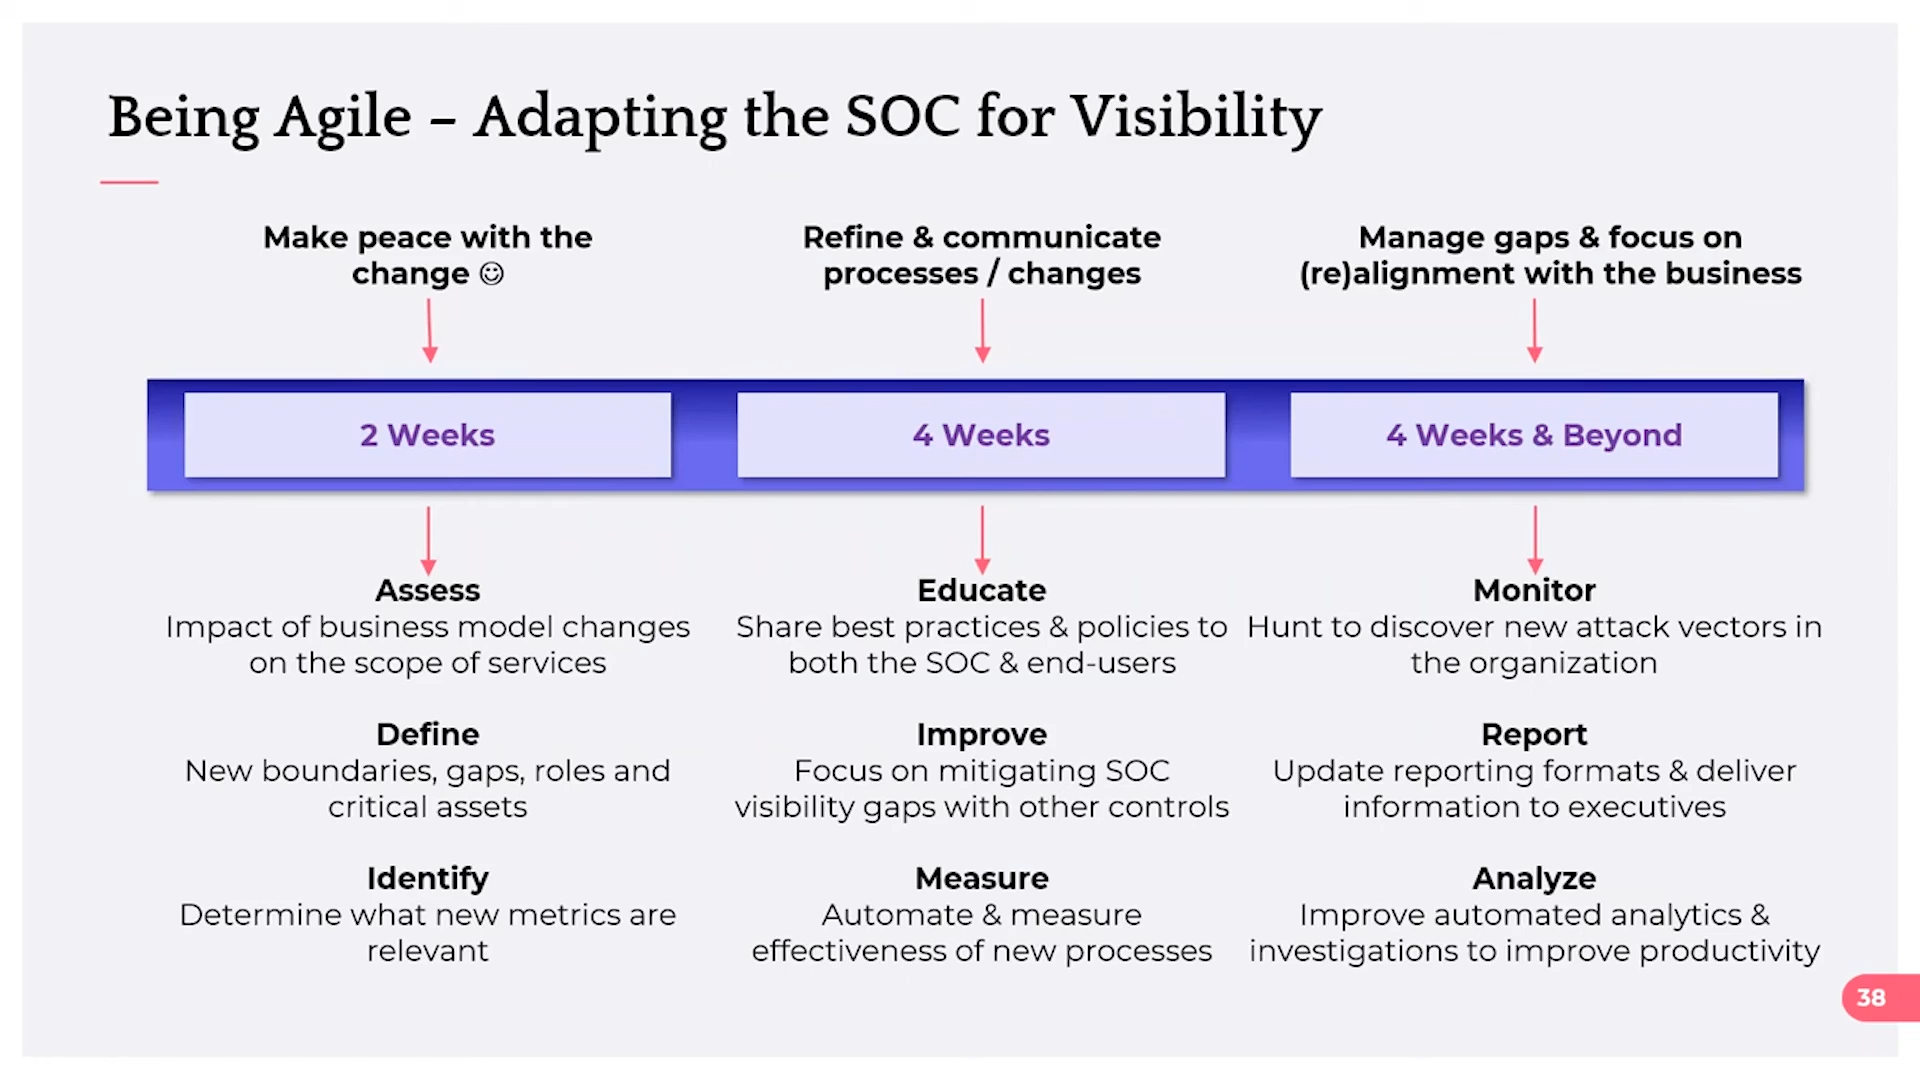 Being Agile – Adapting the SOC for Visibility
Make peace with the
change ☺
Refine & communicate
processes / changes
Manage gaps & focus on
(re)alignment with the business
2 Weeks
4 Weeks
4 Weeks & Beyond
Assess
Impact of business model changes
on the scope of services
Define
New boundaries, gaps, roles and
critical assets
Identify
Determine what new metrics are
relevant
Educate
Share best practices & policies to
both the SOC & end-users
Improve
Focus on mitigating SOC
visibility gaps with other controls
Measure
Automate & measure
effectiveness of new processes
Monitor
Hunt to discover new attack vectors in
the organization
Report
Update reporting formats & deliver
information to executives
Analyze
Improve automated analytics &
investigations to improve productivity
38